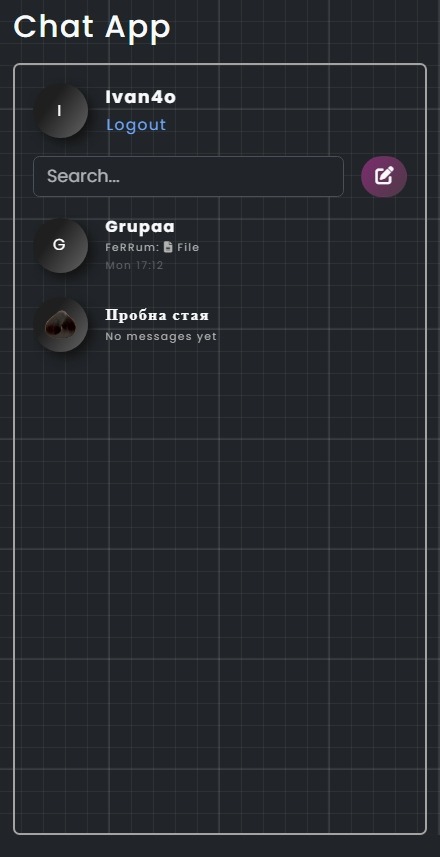 Chat App
I
Ivan4o
Logout
Search...
G
Grupaa
FeRRum: File
Mon 17:12
Пробна стая
No messages yet